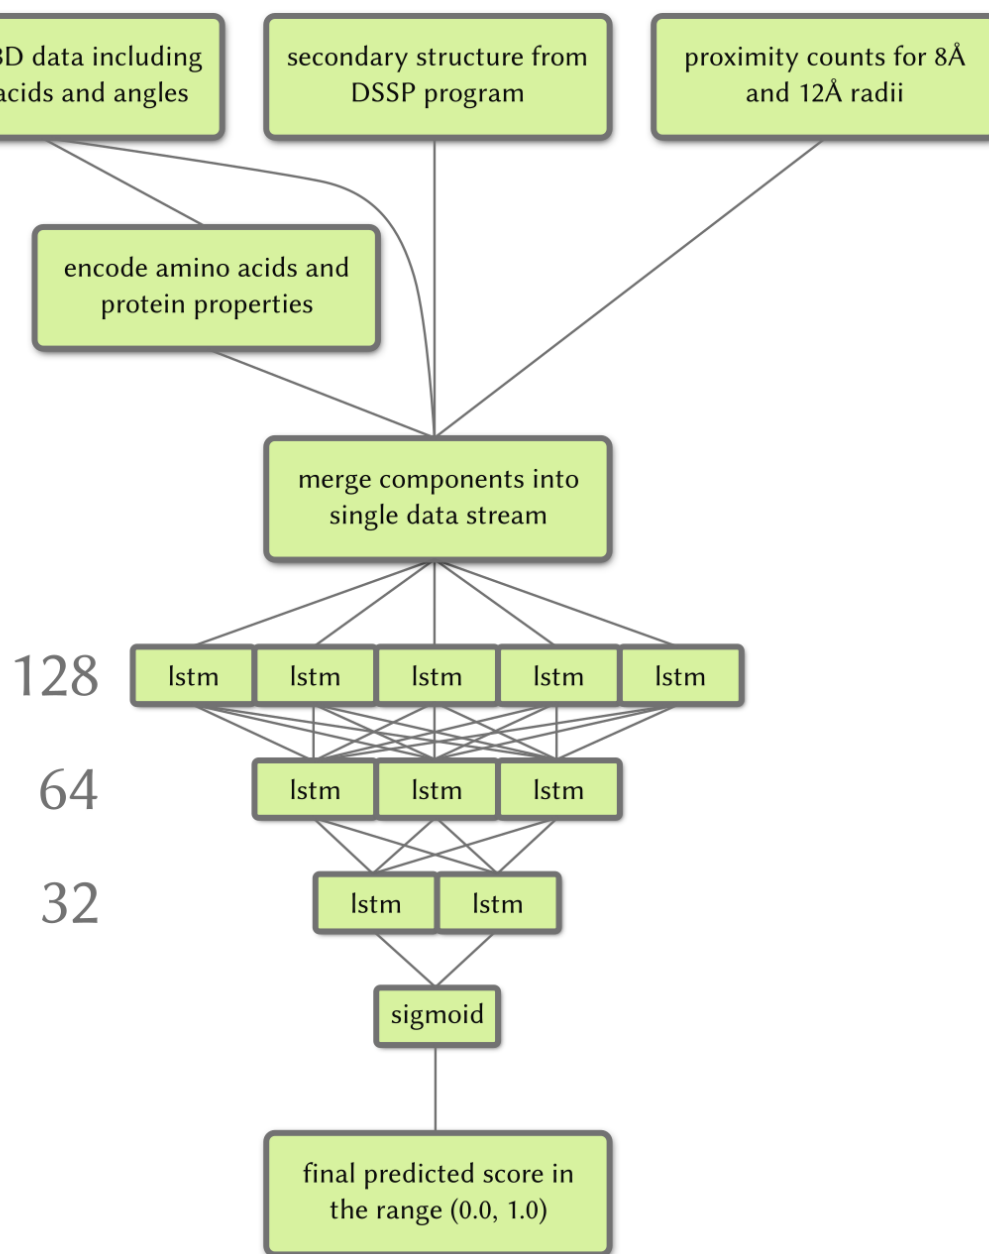 3D data including
acids and angles
secondary structure from
DSSP program
proximity counts for 8Å
and 12Å radii
encode amino acids and
protein properties
merge components into
single data stream
128
lstm lstm lstm lstm lstm
64
lstm lstm lstm
32
lstm lstm
sigmoid
final predicted score in
the range (0.0, 1.0)